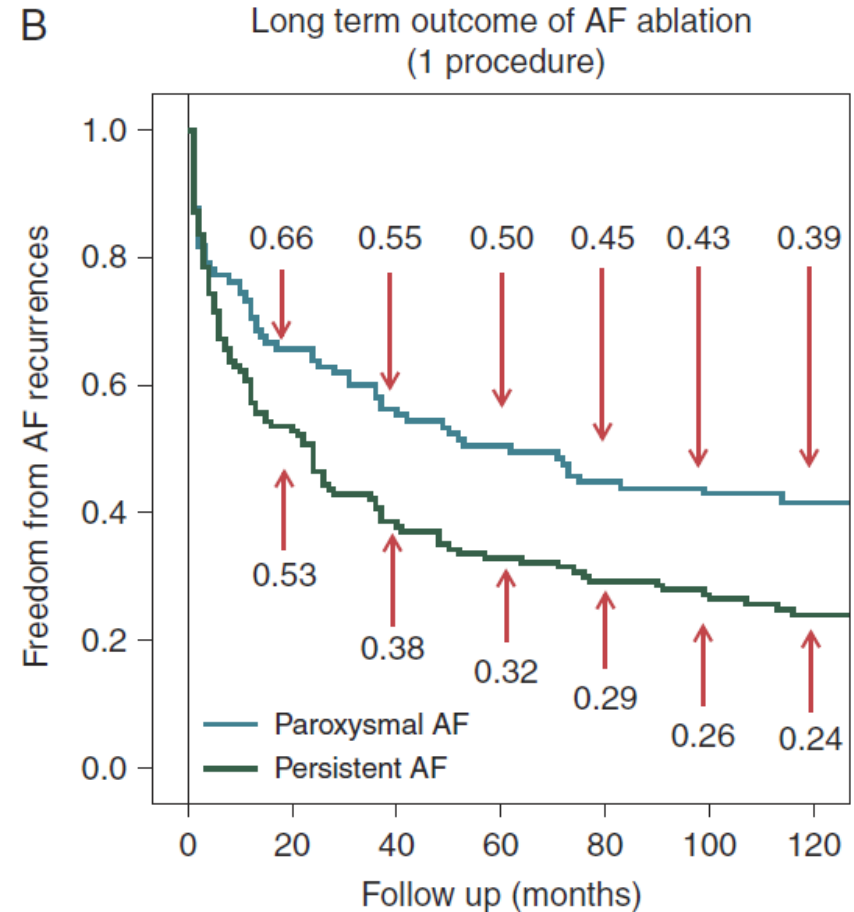 B
Long term outcome of AF ablation
(1 procedure)
Freedom from AF recurrences
1.0
0.8
0.6
0.4
0.2
0.0
0.66 0.55 0.50 0.45 0.43 0.39
0.53
0.38
0.32
0.29
0.26
0.24
Paroxysmal AF
Persistent AF
0 20 40 60 80 100 120
Follow up (months)